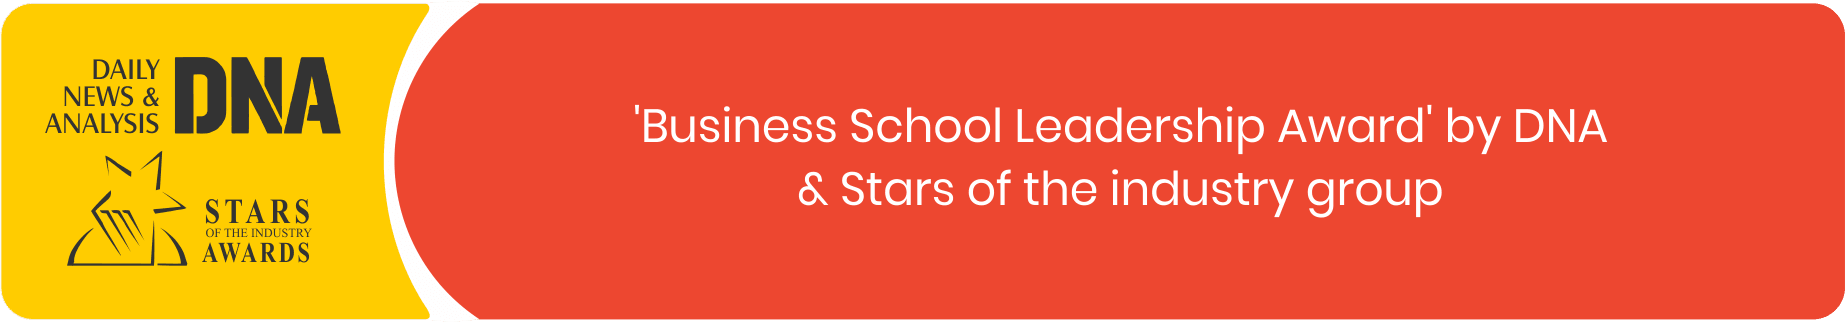 DAILY
NEWS &
ANALYSIS
DNA
STARS
OF THE INDUSTRY
AWARDS
'Business School Leadership Award' by DNA
& Stars of the industry group